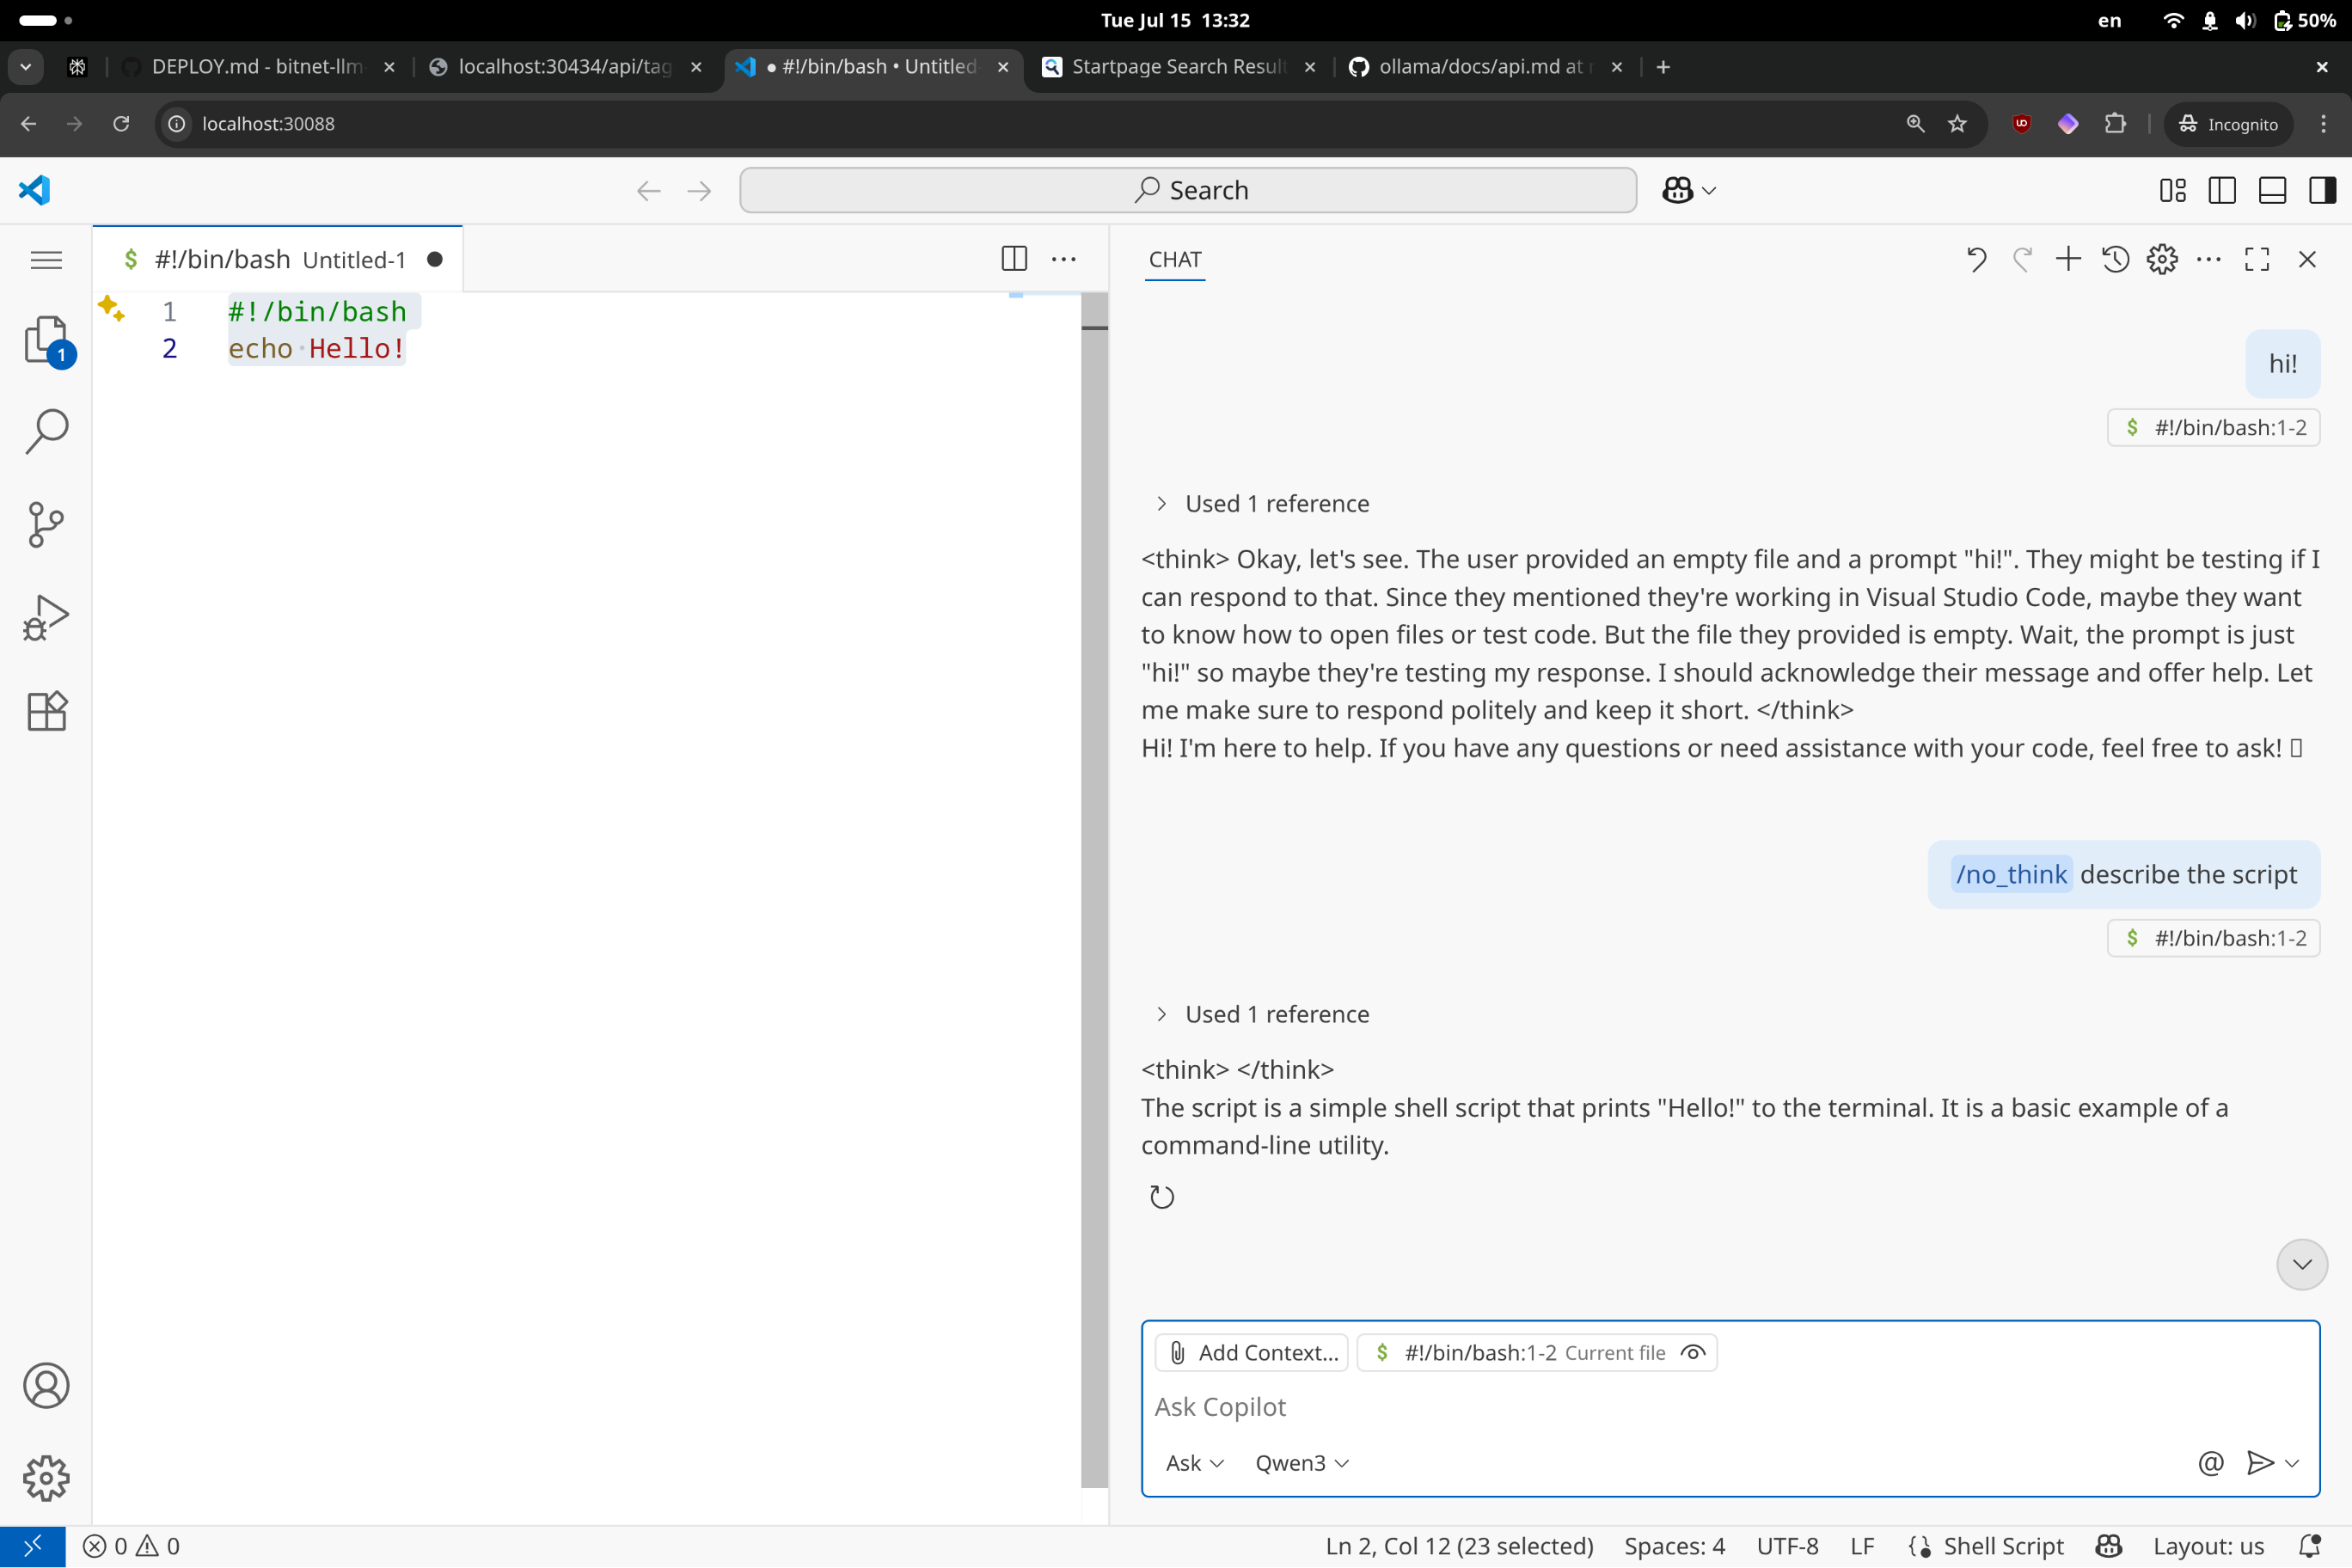 Tue Jul 15 13:32
en
50%
DEPLOY.md - bitnet-llm-
localhost:30434/api/tag
● #!/bin/bash • Untitled-
Startpage Search Result
ollama/docs/api.md at
localhost:30088
Incognito
Search
#!/bin/bash Untitled-1
CHAT
1 #!/bin/bash
2 echo Hello!
1
hi!
$ #!/bin/bash:1-2
Used 1 reference
<think> Okay, let's see. The user provided an empty file and a prompt "hi!". They might be testing if I
can respond to that. Since they mentioned they're working in Visual Studio Code, maybe they want
to know how to open files or test code. But the file they provided is empty. Wait, the prompt is just
"hi!" so maybe they're testing my response. I should acknowledge their message and offer help. Let
me make sure to respond politely and keep it short. </think>
Hi! I'm here to help. If you have any questions or need assistance with your code, feel free to ask!
/no_think describe the script
$ #!/bin/bash:1-2
Used 1 reference
<think> </think>
The script is a simple shell script that prints "Hello!" to the terminal. It is a basic example of a
command-line utility.
Add Context...
$ #!/bin/bash:1-2 Current file
Ask Copilot
Ask
Qwen3
0 0
Ln 2, Col 12 (23 selected)
Spaces: 4
UTF-8
LF
Shell Script
Layout: us